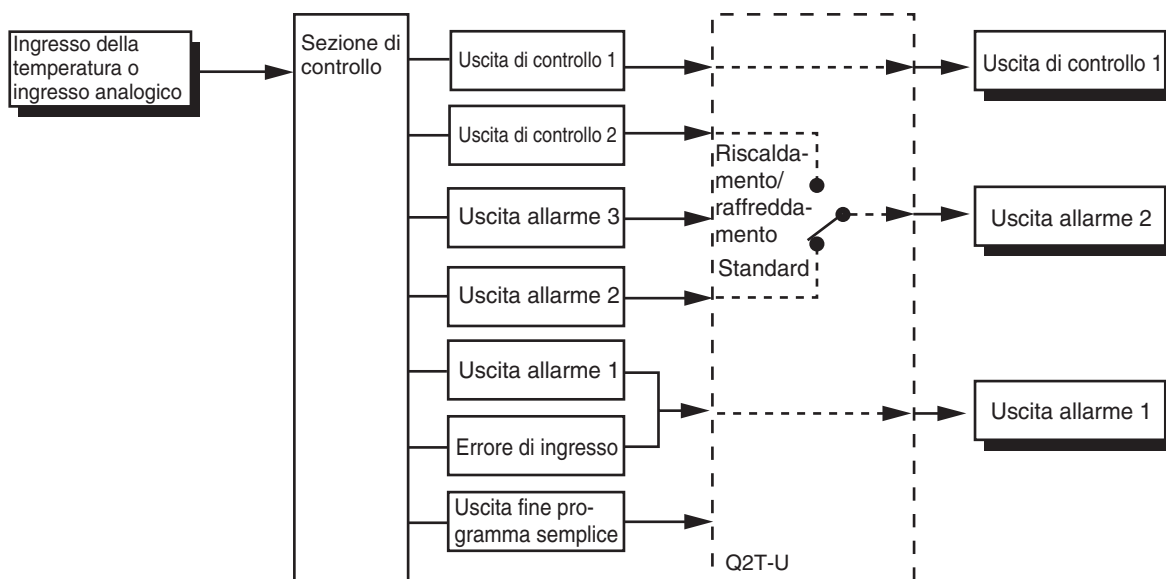 Ingresso della
temperatura o
ingresso analogico
Sezione di
controllo
Uscita di controllo 1
Uscita di controllo 2
Uscita allarme 3
Uscita allarme 2
Uscita allarme 1
Errore di ingresso
Uscita fine pro-
gramma semplice
Riscalda-
mento/
raffredda-
mento
Standard
Q2T-U
Uscita di controllo 1
Uscita allarme 2
Uscita allarme 1